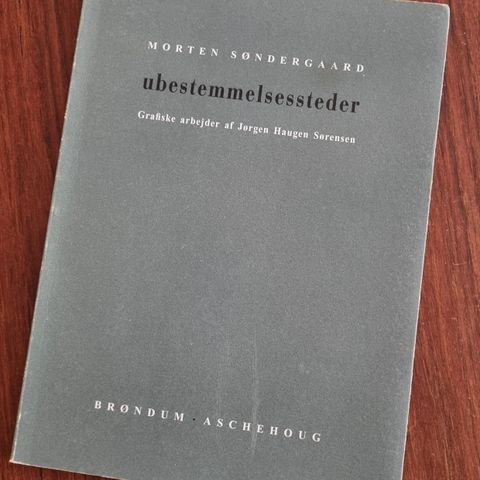 MORTEN SØNDERGAARD
ubestemmelsessteder
Grafiske arbejder af Jørgen Haugen Sørensen
BRØNDUM · ASCHEHOUG